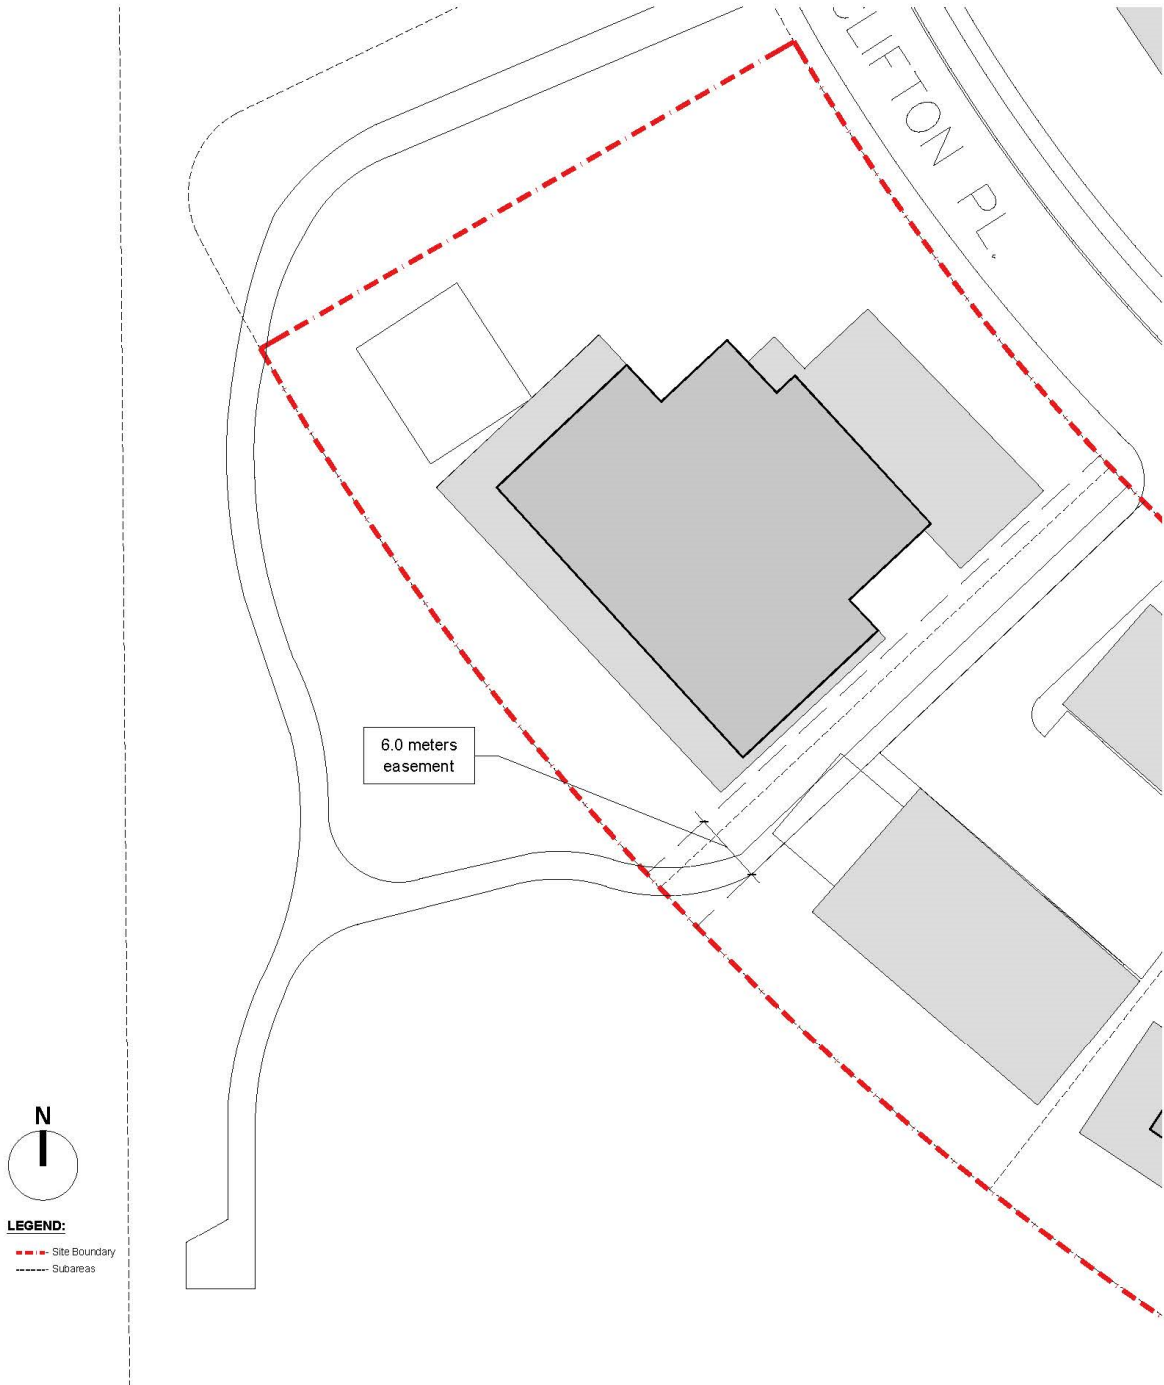 CLIFTON PL.
6.0 meters
easement
N
LEGEND:
Site Boundary
Subareas